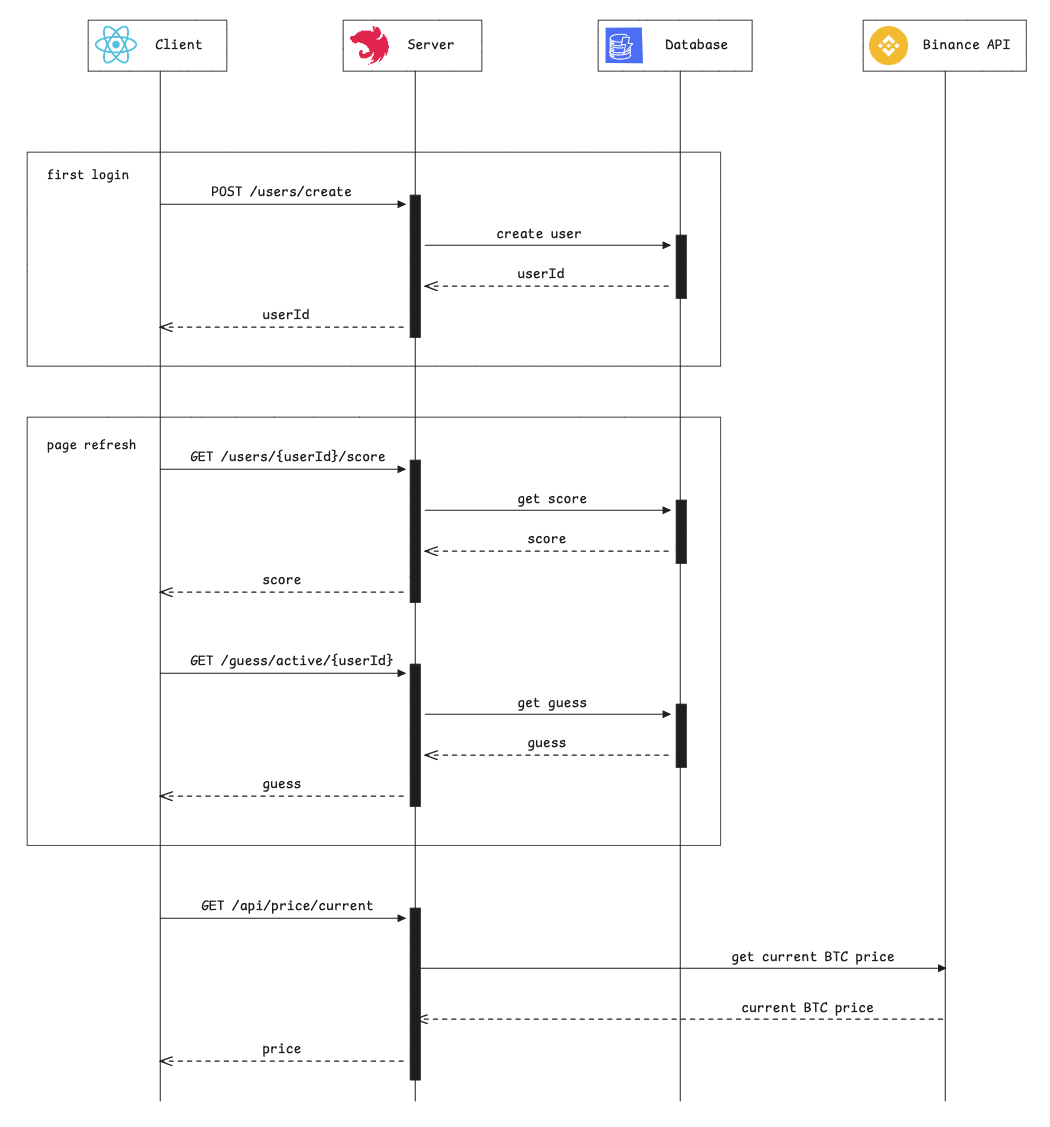 Client
Server
Database
Binance API
first login
POST /users/create
create user
userId
userId
page refresh
GET /users/{userId}/score
get score
score
score
GET /guess/active/{userId}
get guess
guess
guess
GET /api/price/current
get current BTC price
current BTC price
price